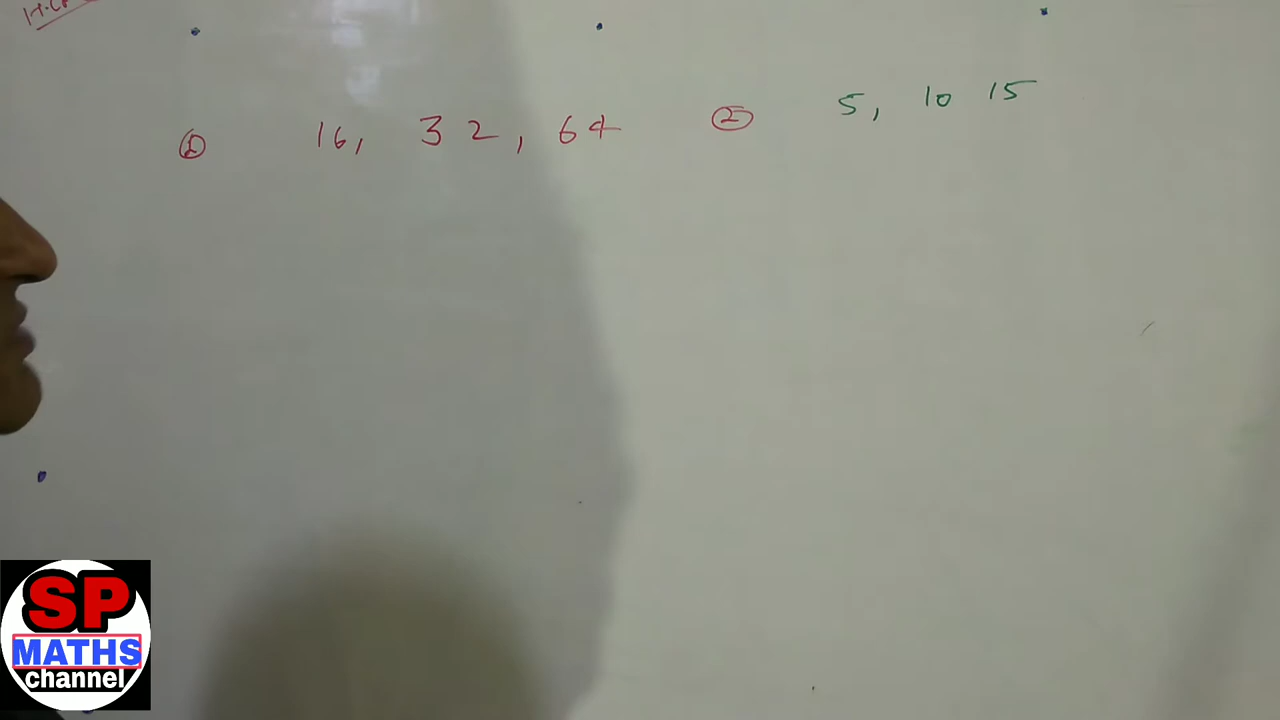 ① 16, 32, 64
② 5, 10 15
SP
MATHS
channel